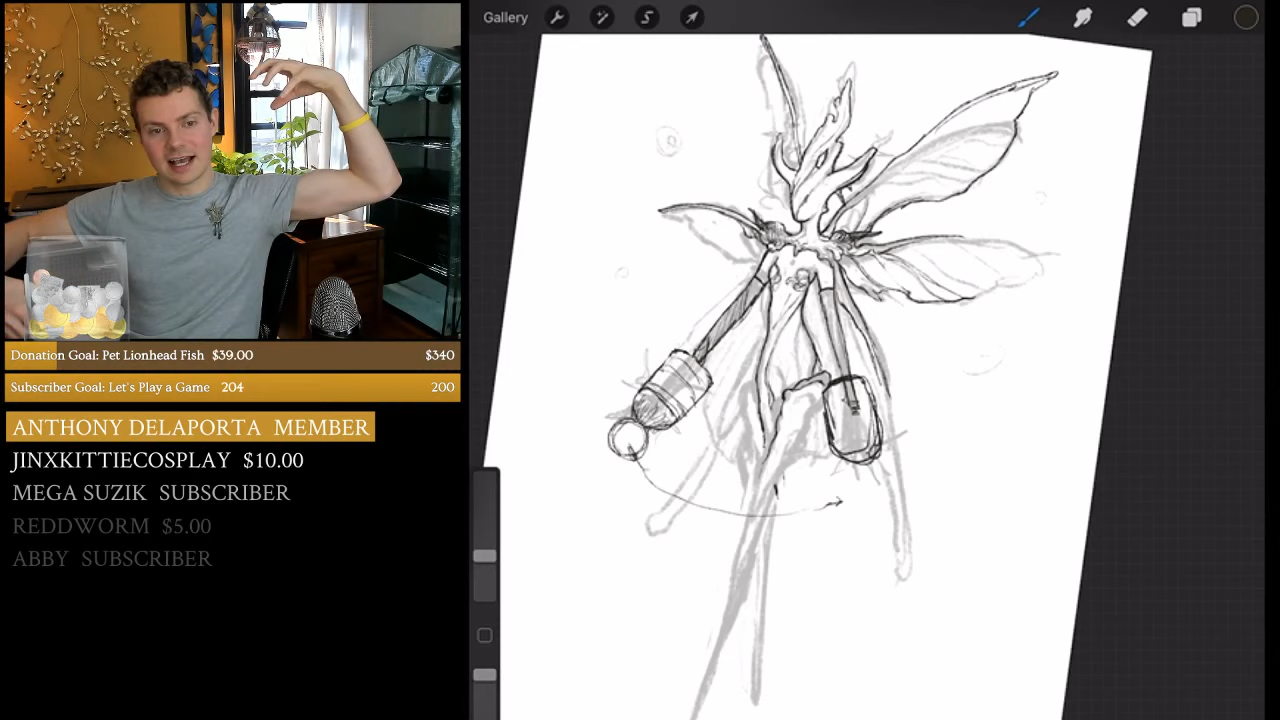 Gallery
Donation Goal: Pet Lionhead Fish $39.00 $340
Subscriber Goal: Let's Play a Game 204 200
ANTHONY DELAPORTA MEMBER
JINXKITTIECOSPLAY $10.00
MEGA SUZIK SUBSCRIBER
REDDWORM $5.00
ABBY SUBSCRIBER